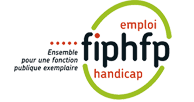 emploi
fiphfp
handicap
Ensemble
pour une fonction
publique exemplaire